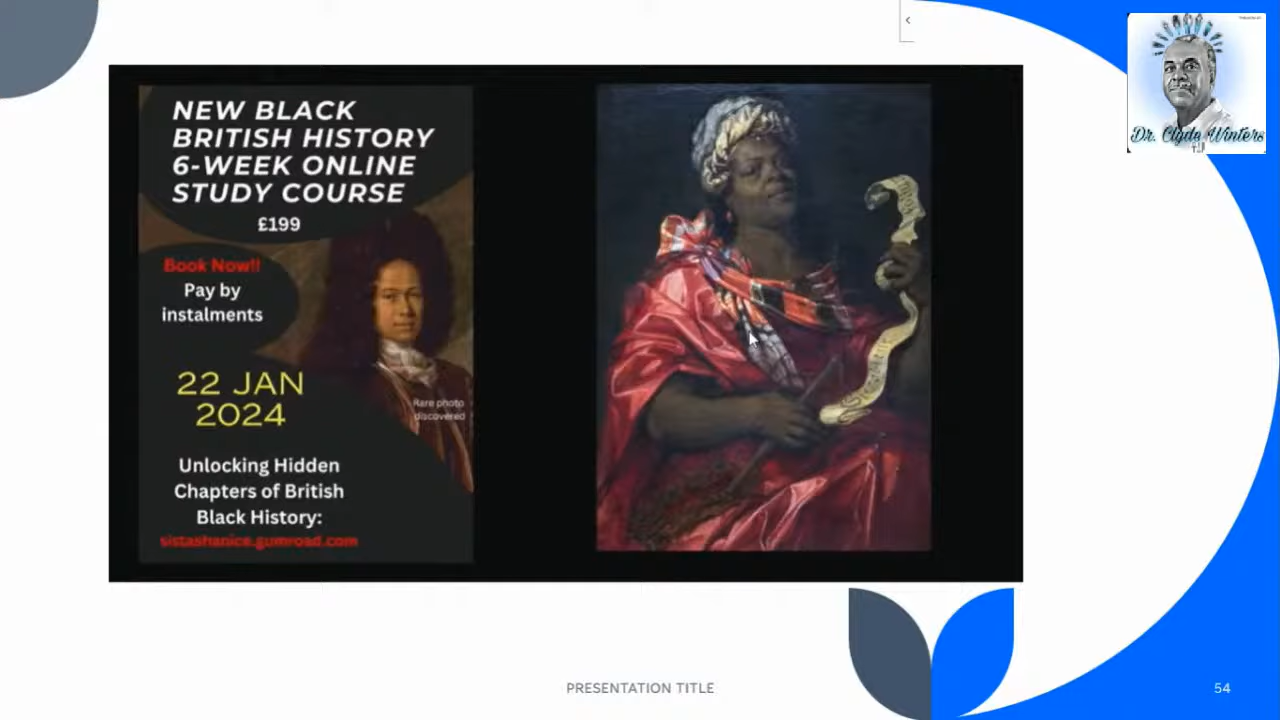 NEW BLACK
BRITISH HISTORY
6-WEEK ONLINE
STUDY COURSE
£199
Book Now!!
Pay by
instalments
22 JAN
2024
Rare photo
discovered
Unlocking Hidden
Chapters of British
Black History:
sistashanice.gumroad.com
Dr. Clyde Winters
PRESENTATION TITLE
54